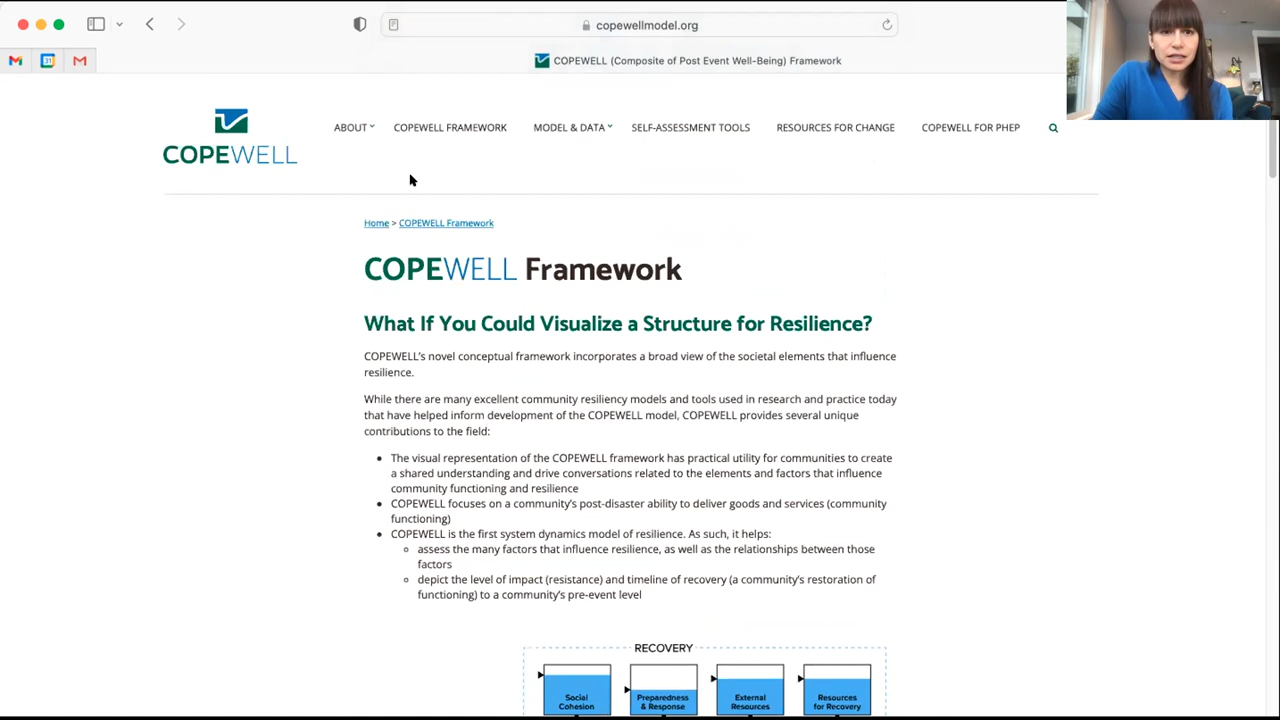 copewellmodel.org
31
COPEWELL (Composite of Post Event Well-Being) Framework
COPEWELL
ABOUT
COPEWELL FRAMEWORK
MODEL & DATA
SELF-ASSESSMENT TOOLS
RESOURCES FOR CHANGE
COPEWELL FOR PHEP
Home > COPEWELL Framework
COPEWELL Framework
What If You Could Visualize a Structure for Resilience?
COPEWELL's novel conceptual framework incorporates a broad view of the societal elements that influence
resilience.
While there are many excellent community resiliency models and tools used in research and practice today
that have helped inform development of the COPEWELL model, COPEWELL provides several unique
contributions to the field:
• The visual representation of the COPEWELL framework has practical utility for communities to create
a shared understanding and drive conversations related to the elements and factors that influence
community functioning and resilience
• COPEWELL focuses on a community's post-disaster ability to deliver goods and services (community
functioning)
• COPEWELL is the first system dynamics model of resilience. As such, it helps:
◦ assess the many factors that influence resilience, as well as the relationships between those
factors
◦ depict the level of impact (resistance) and timeline of recovery (a community's restoration of
functioning) to a community's pre-event level
RECOVERY
Social
Cohesion
Preparedness
& Response
External
Resources
Resources
for Recovery